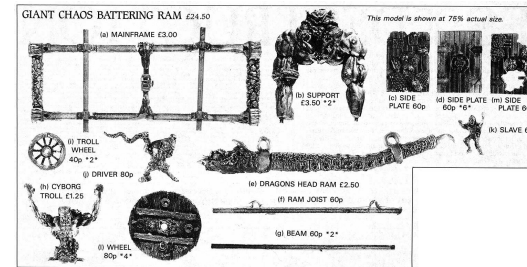 GIANT CHAOS BATTERING RAM £24.50
This model is shown at 75% actual size.
(a) MAINFRAME £3.00
(b) SUPPORT
£3.50 *2*
(c) SIDE
PLATE 60p
(d) SIDE PLATE
60p *6*
(m) SIDE
PLATE
(k) SLAVE
(i) TROLL
WHEEL
40p *2*
(j) DRIVER 80p
(h) CYBORG
TROLL £1.25
(l) WHEEL
80p *4*
(e) DRAGONS HEAD RAM £2.50
(f) RAM JOIST 60p
(g) BEAM 60p *2*